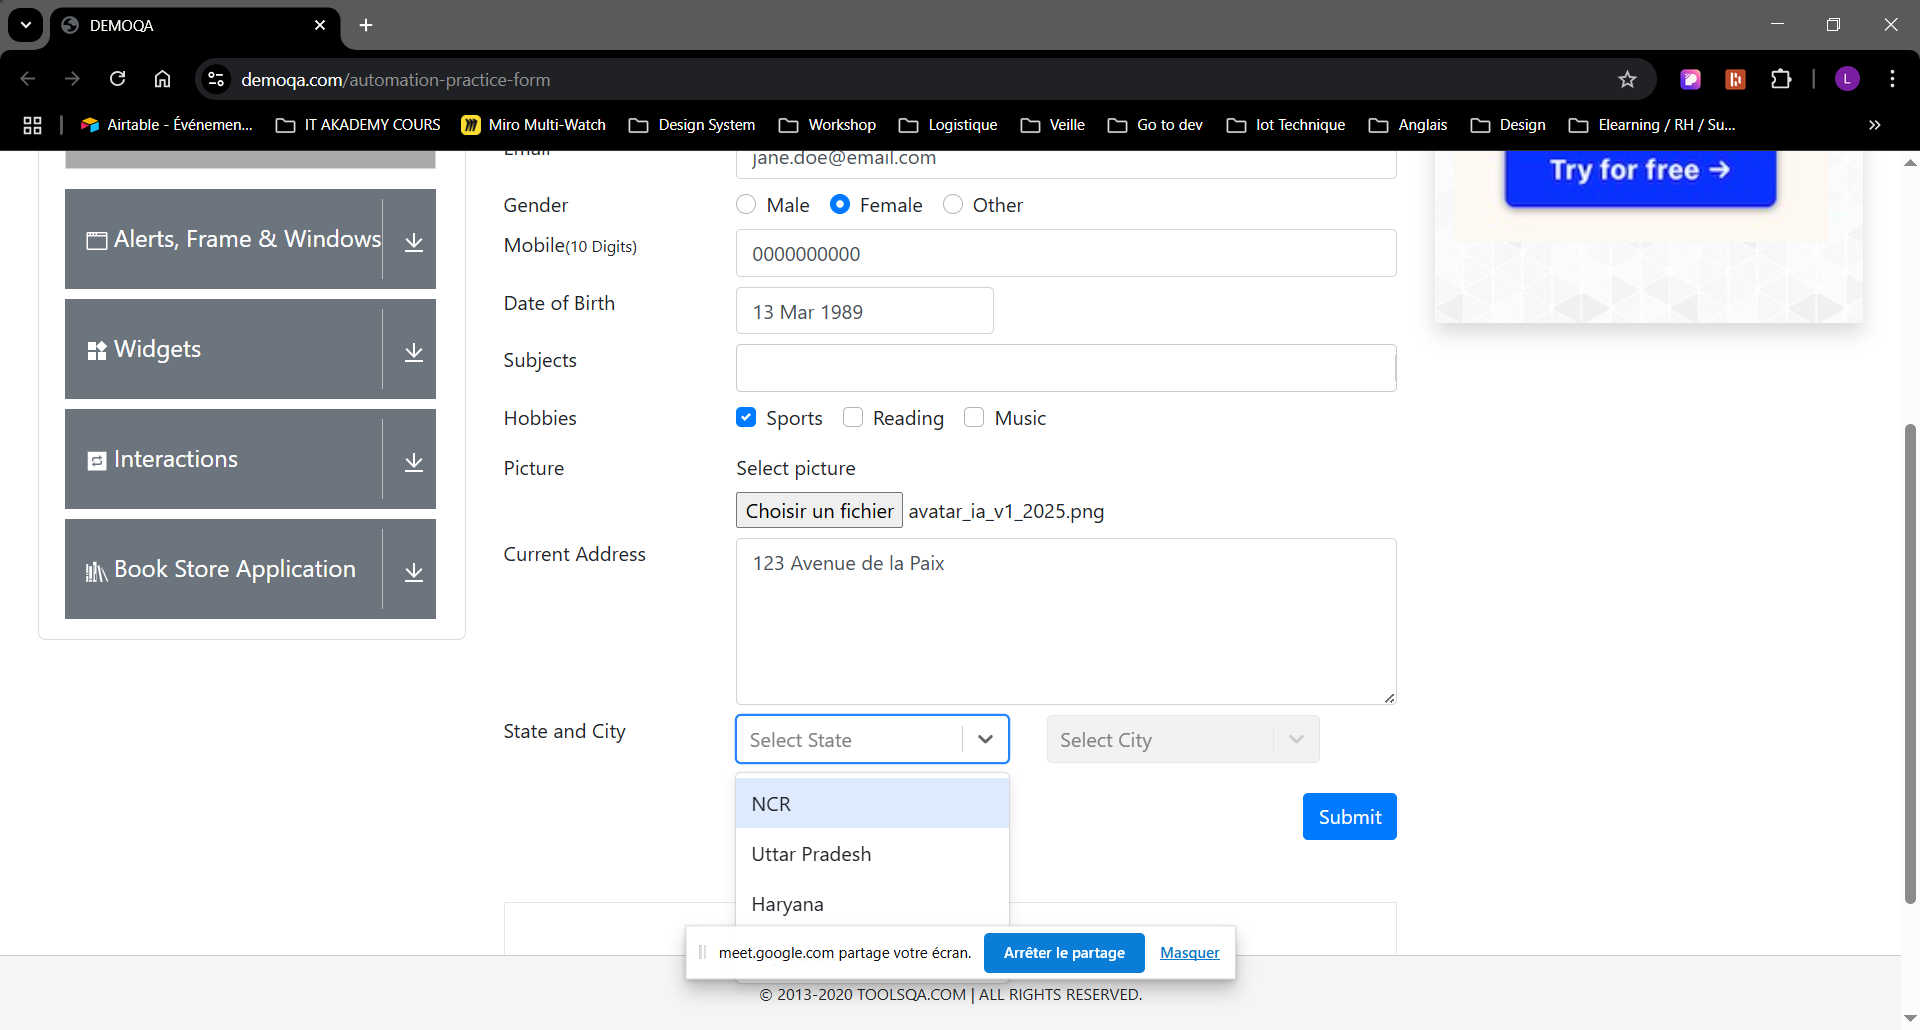 DEMOQA
demoqa.com/automation-practice-form
L
Airtable - Événemen... IT AKADEMY COURS Miro Multi-Watch Design System Workshop Logistique Veille Go to dev Iot Technique Anglais Design Elearning / RH / Su...
jane.doe@email.com
Try for free →
Gender Male Female Other
Alerts, Frame & Windows
Mobile(10 Digits) 0000000000
Date of Birth 13 Mar 1989
Widgets
Subjects
Hobbies Sports Reading Music
Interactions
Picture Select picture
Choisir un fichier avatar_ia_v1_2025.png
Current Address 123 Avenue de la Paix
Book Store Application
State and City Select State Select City
NCR
Submit
Uttar Pradesh
Haryana
meet.google.com partage votre écran. Arrêter le partage Masquer
© 2013-2020 TOOLSQA.COM | ALL RIGHTS RESERVED.